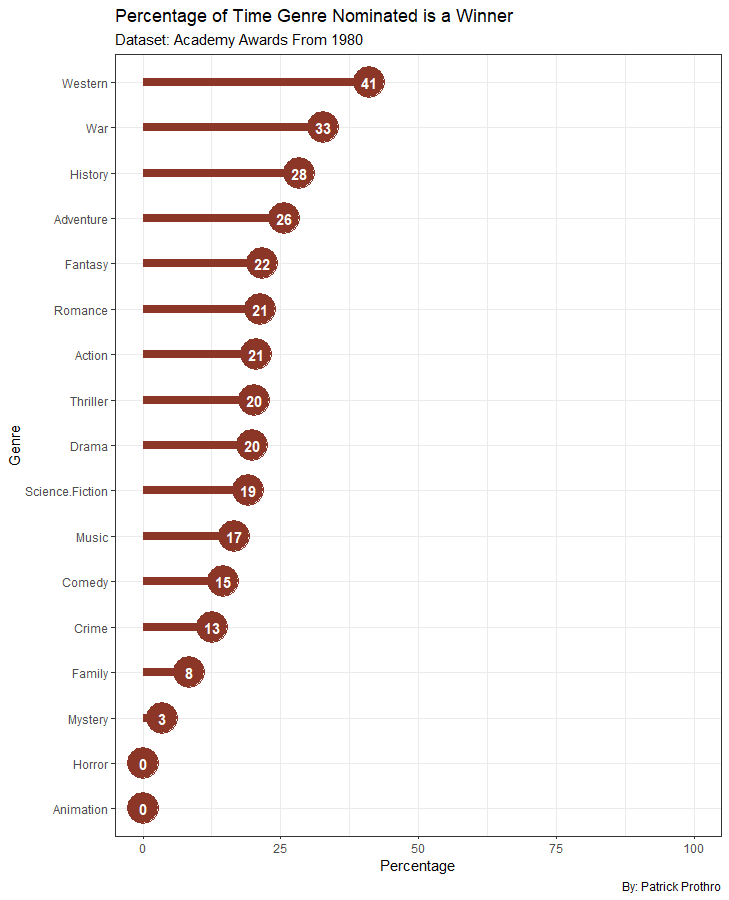 Percentage of Time Genre Nominated is a Winner
Dataset: Academy Awards From 1980
Genre
Western 41
War 33
History 28
Adventure 26
Fantasy 22
Romance 21
Action 21
Thriller 20
Drama 20
Science.Fiction 19
Music 17
Comedy 15
Crime 13
Family 8
Mystery 3
Horror 0
Animation 0
0 25 50 75 100
Percentage
By: Patrick Prothro